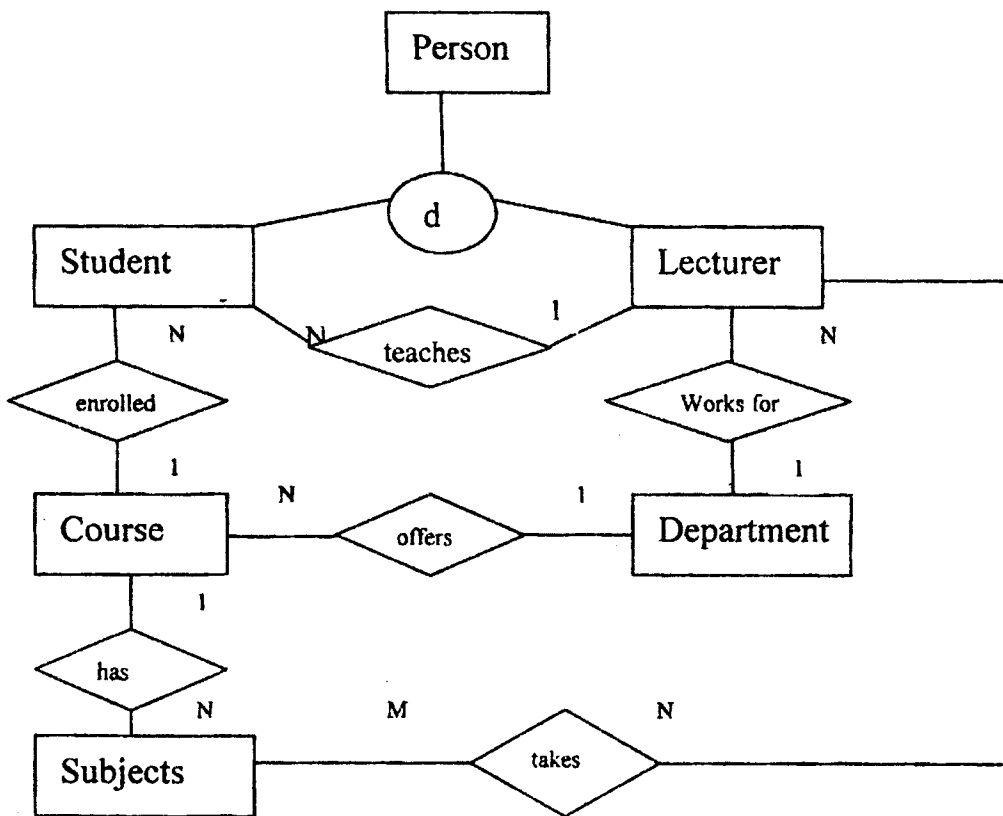 Person
d
Student
Lecturer
N
N
teaches
1
N
enrolled
Works for
1
N
1
1
Course
offers
Department
1
has
N
M
N
Subjects
takes